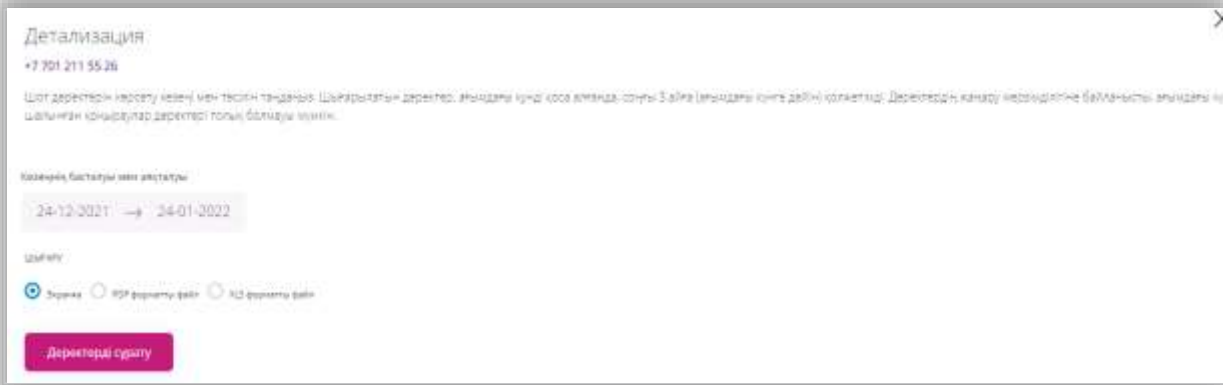 Детализация
+7 701 211 55 26
Шот деректерін көрсету кезеңі мен тәсілін таңдаңыз. Шығарылатын деректер, ағымдағы күнді қоса алғанда, соңғы 3 айға (ағымдағы күнге дейін) қолжетімді. Деректердің жаңару мерзімділігіне байланысты, ағымдағы
шалынған қоңыраулар деректері толық болмауы мүмкін.
Кезеңнің басталуы мен аяқталуы
24-12-2021 → 24-01-2022
ШЫҒАРУ
Экранға PDF форматты файл XLS форматты файл
Деректерді сұрату